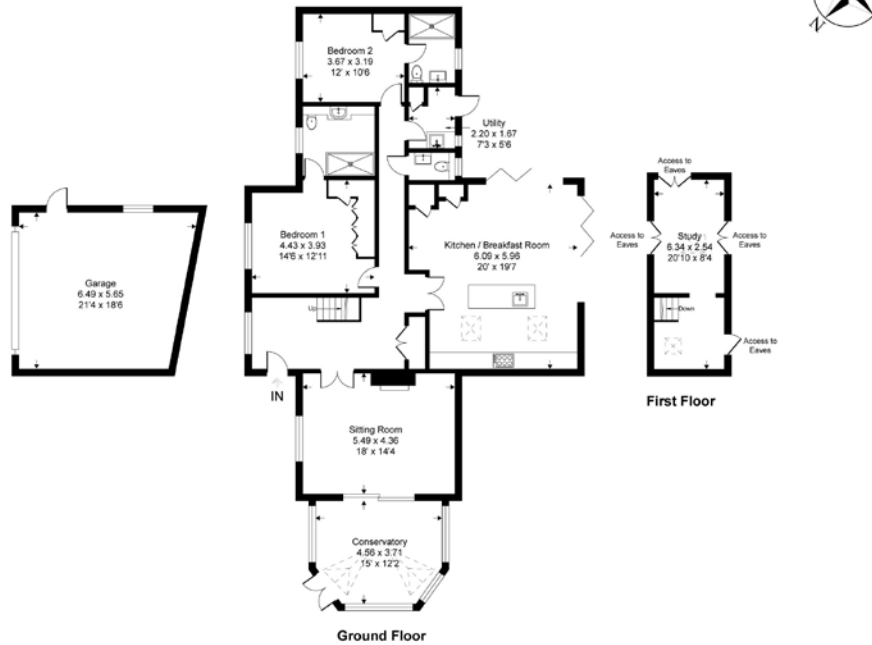 N
Bedroom 2
3.67 x 3.19
12' x 10'6
Utility
2.20 x 1.67
7'3 x 5'6
Bedroom 1
4.43 x 3.93
14'6 x 12'11
Kitchen / Breakfast Room
6.09 x 5.96
20' x 19'7
Garage
6.49 x 5.65
21'4 x 18'6
Up
IN
Sitting Room
5.49 x 4.36
18' x 14'4
Conservatory
4.56 x 3.71
15' x 12'2
Ground Floor
Access to
Eaves
Access to
Eaves
Study
6.34 x 2.54
20'10 x 8'4
Access to
Eaves
Down
Access to
Eaves
First Floor